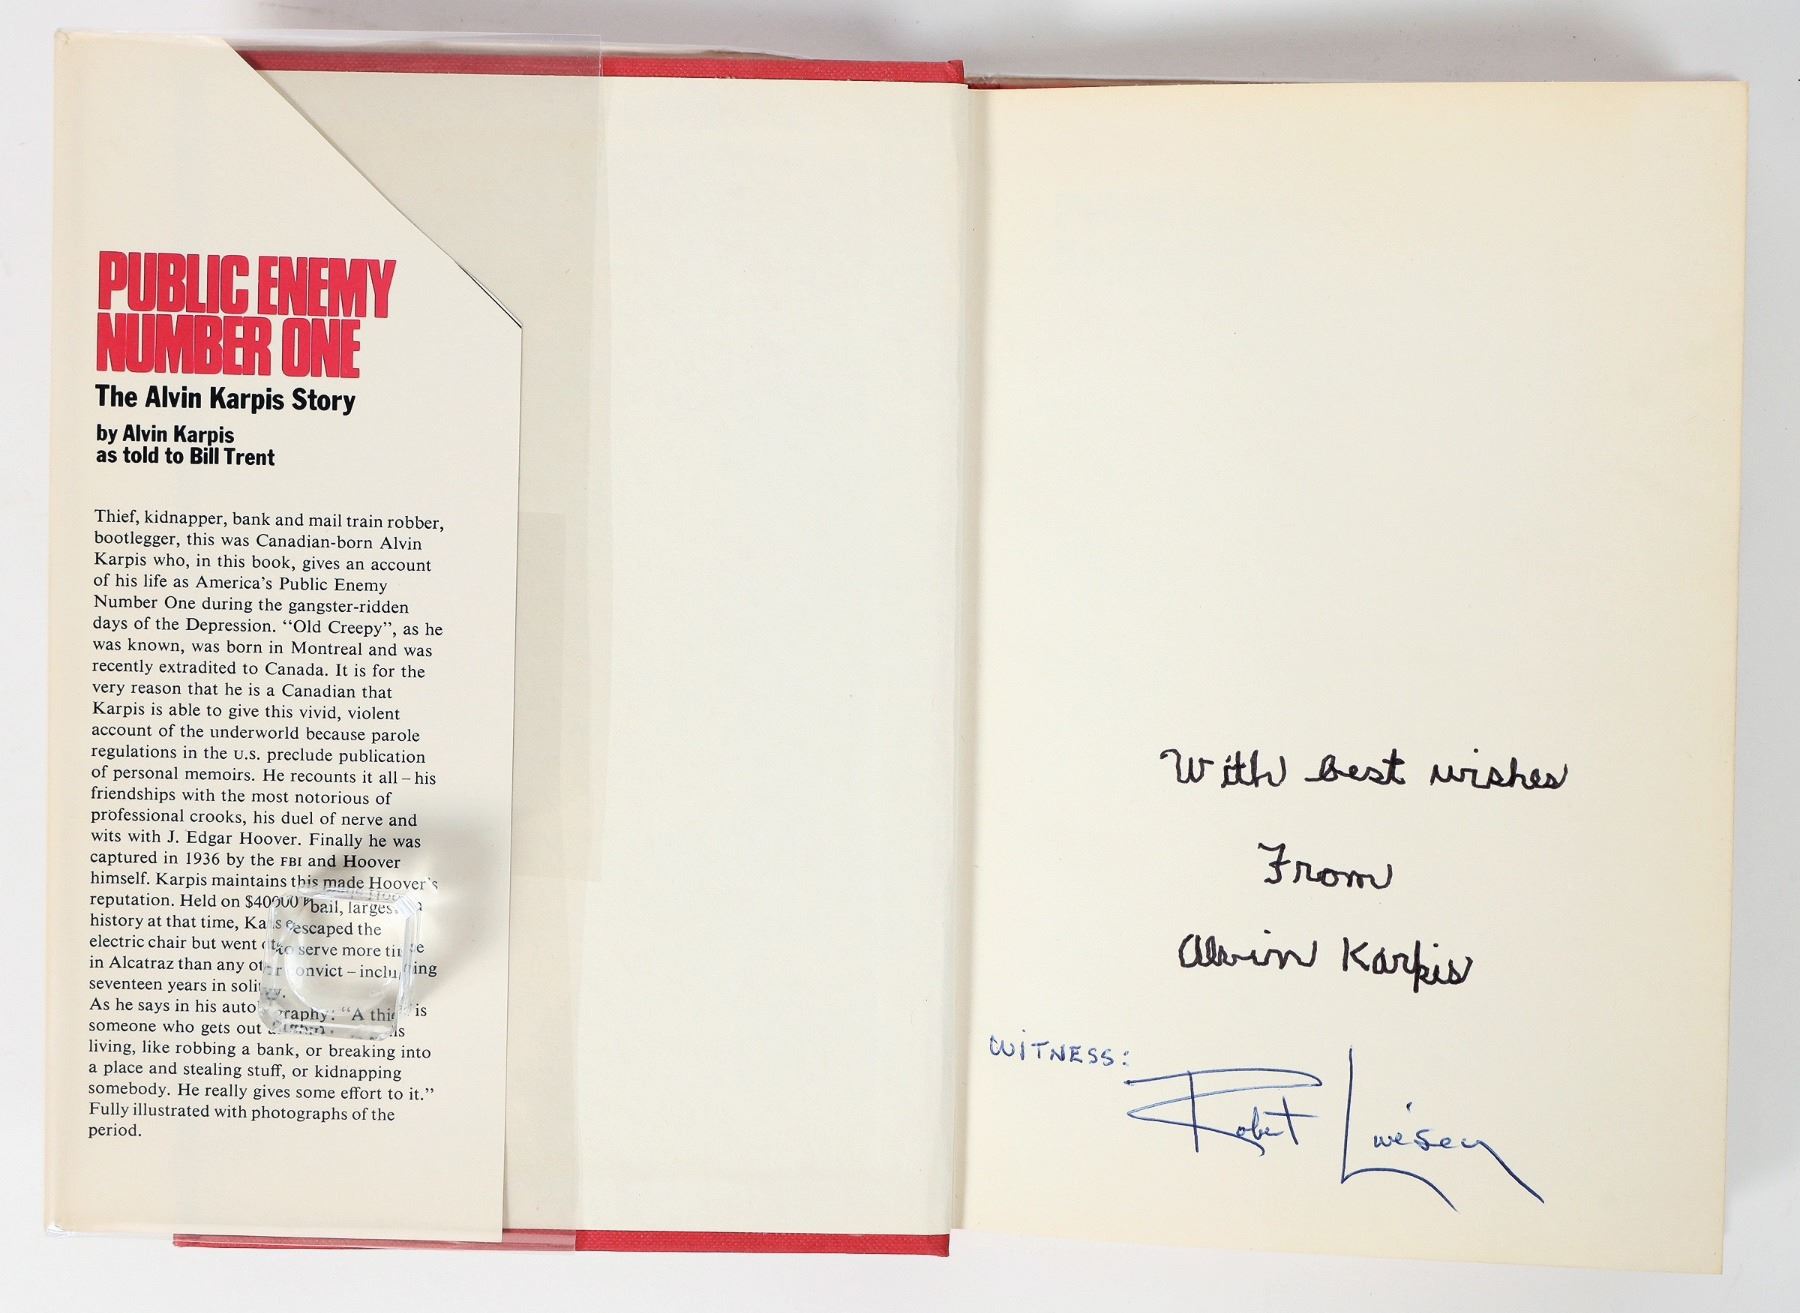 PUBLIC ENEMY
NUMBER ONE
The Alvin Karpis Story
by Alvin Karpis
as told to Bill Trent
Thief, kidnapper, bank and mail train robber,
bootlegger, this was Canadian-born Alvin
Karpis who, in this book, gives an account
of his life as America's Public Enemy
Number One during the gangster-ridden
days of the Depression. "Old Creepy", as he
was known, was born in Montreal and was
recently extradited to Canada. It is for the
very reason that he is a Canadian that
Karpis is able to give this vivid, violent
account of the underworld because parole
regulations in the U.S. preclude publication
of personal memoirs. He recounts it all – his
friendships with the most notorious of
professional crooks, his duel of nerve and
wits with J. Edgar Hoover. Finally he was
captured in 1936 by the FBI and Hoover
himself. Karpis maintains this made Hoover's
reputation. Held on bail,
history at that time, escaped the
electric chair but went to serve more
in Alcatraz than any convict –
seventeen years in
As he says in his "A is
someone who gets out
living, like robbing a bank, or breaking into
a place and stealing stuff, or kidnapping
somebody. He really gives some effort to it."
Fully illustrated with photographs of the
period.
With best wishes
From
Alvin Karpis
WITNESS:
Robert